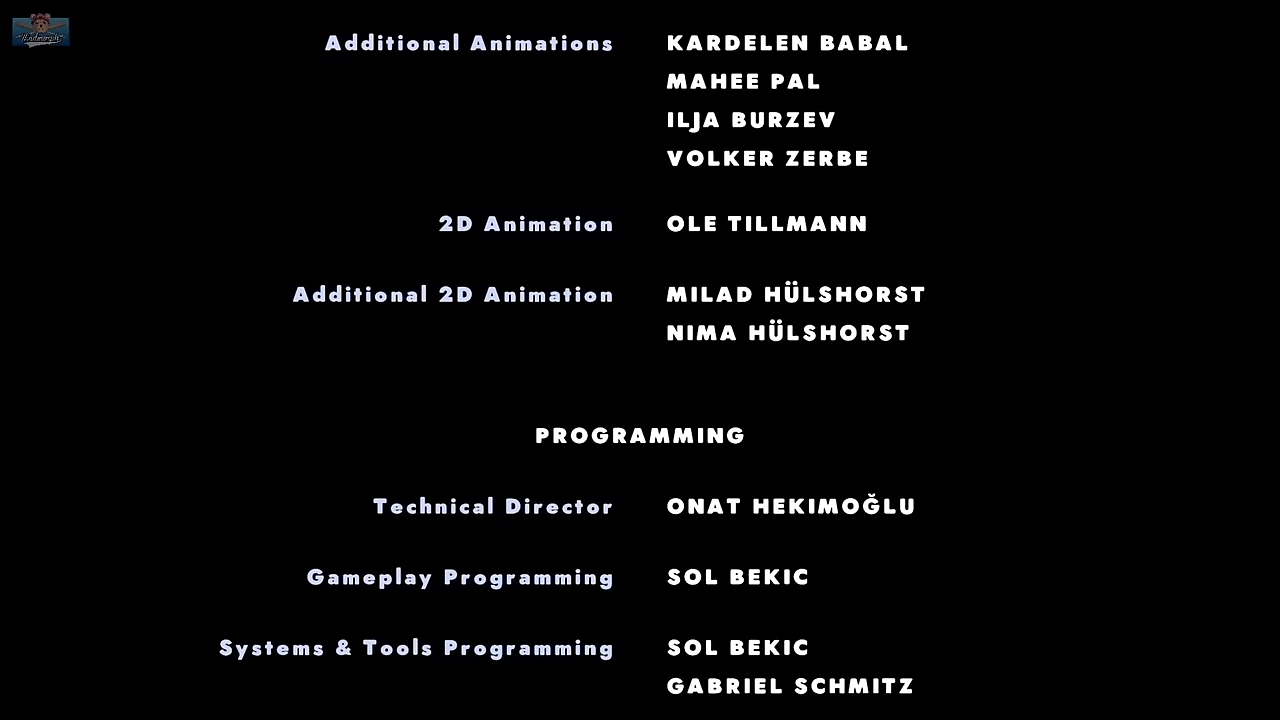 Additional Animations KARDELEN BABAL
MAHEE PAL
ILJA BURZEV
VOLKER ZERBE
2D Animation OLE TILLMANN
Additional 2D Animation MILAD HÜLSHORST
NIMA HÜLSHORST
PROGRAMMING
Technical Director ONAT HEKIMOĞLU
Gameplay Programming SOL BEKIC
Systems & Tools Programming SOL BEKIC
GABRIEL SCHMITZ